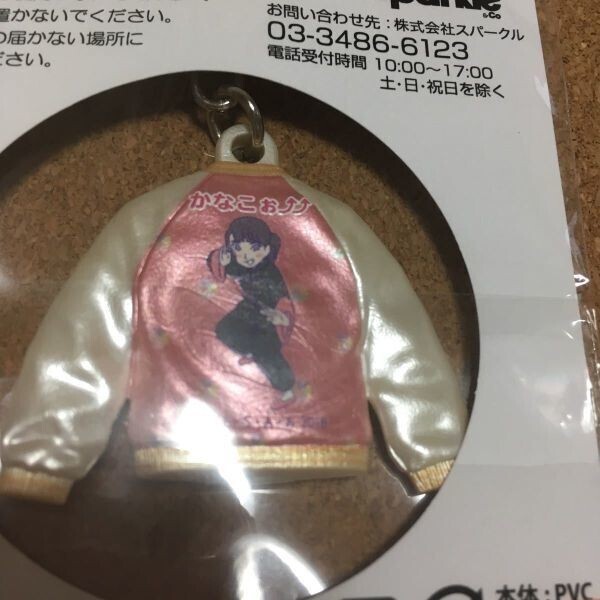 置かないでください。
の届かない場所に
ださい。
お問い合わせ先：株式会社スパークル
03-3486-6123
電話受付時間 10:00～17:00
土・日・祝日を除く
かなこぉ⤴⤴
本体：PVC